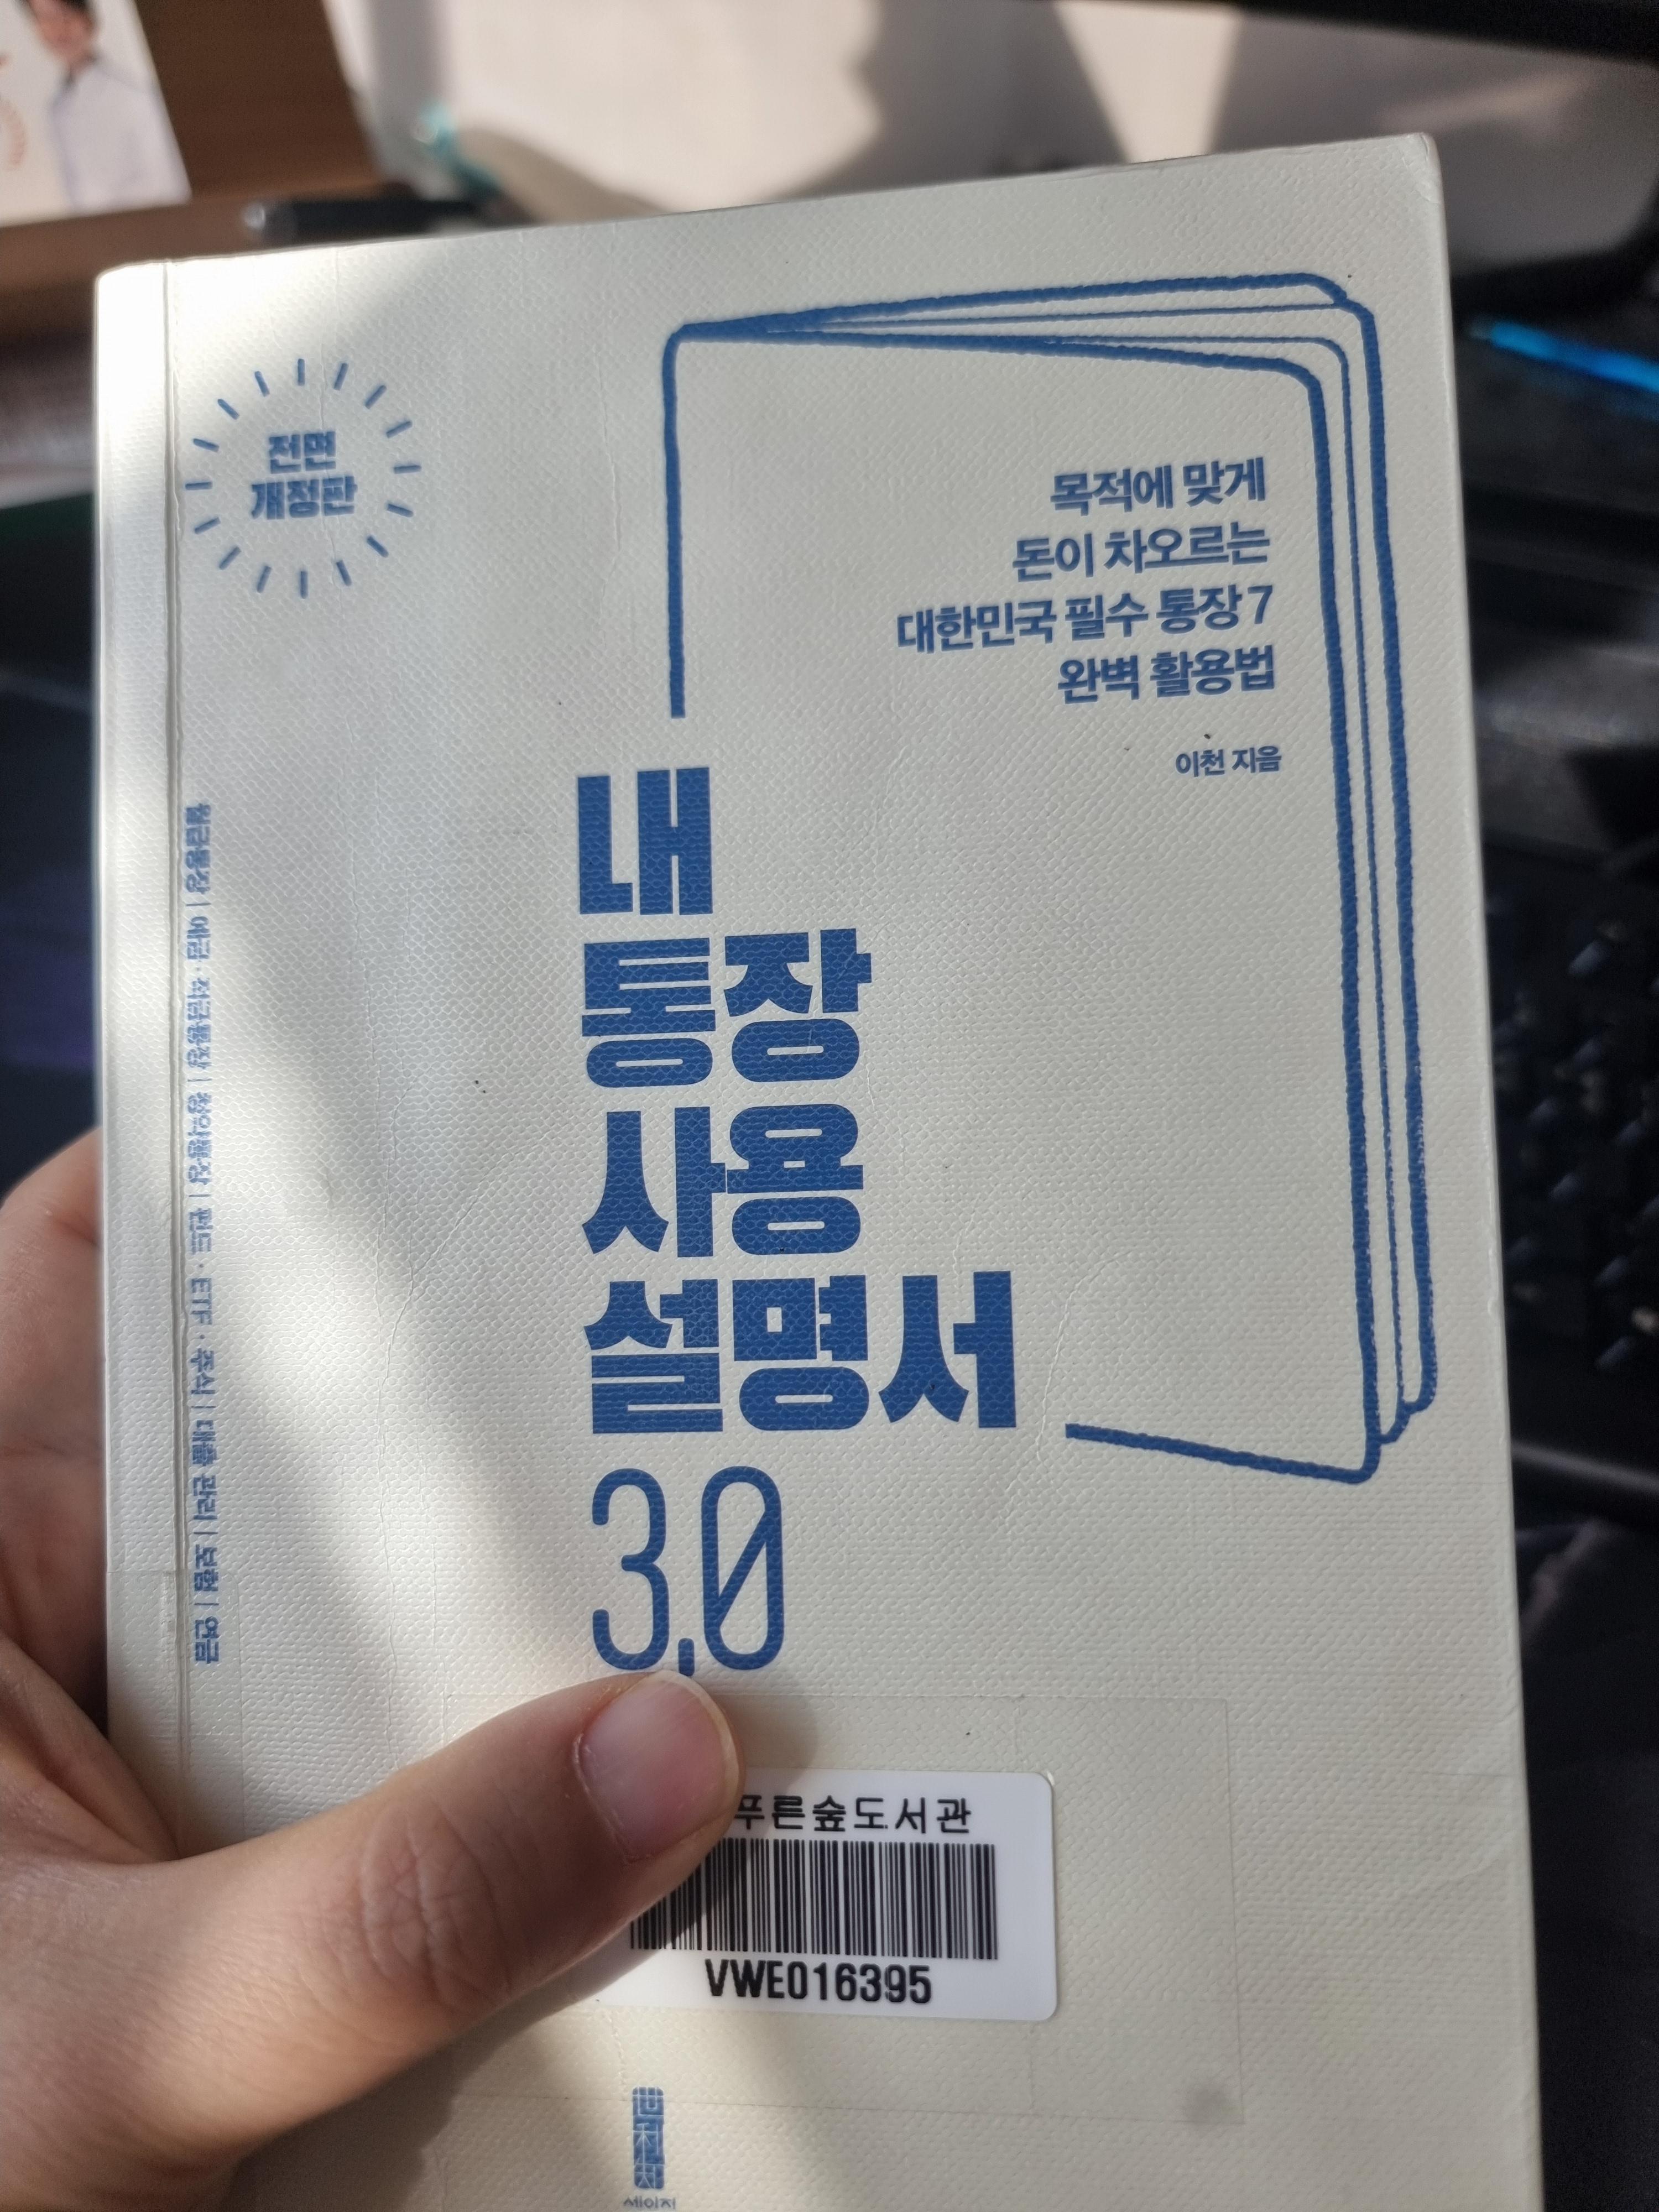 전면
개정판
목적에 맞게
돈이 차오르는
대한민국 필수 통장 7
완벽 활용법
이천 지음
내
통장
사용
설명서
3.0
월급통장 | 예금 · 적금통장 | 청약통장 | 펀드 · ETF · 주식 | 대출 관리 | 보험 | 연금
푸른숲도서관
VWE016395
세이지